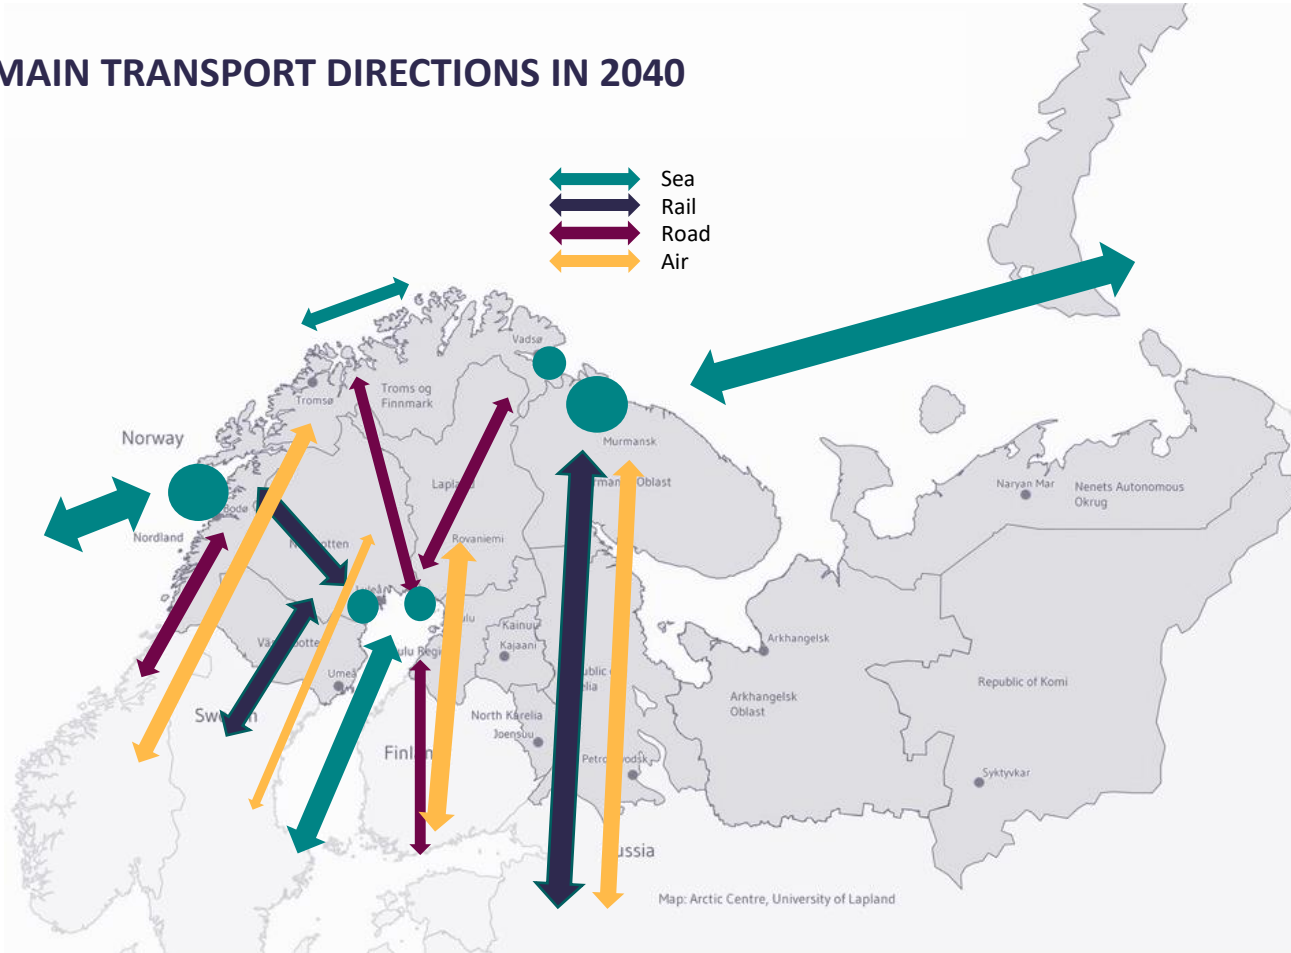 MAIN TRANSPORT DIRECTIONS IN 2040
Sea
Rail
Road
Air
Vadsø
Tromsø
Troms og
Finnmark
Norway
Murmansk
Naryan Mar
Nenets Autonomous
Okrug
Nordland
Rovaniemi
Kainuu
Kajaani
Arkhangelsk
Umeå
Republic of Komi
Arkhangelsk
Oblast
North Karelia
Joensuu
Syktyvkar
Map: Arctic Centre, University of Lapland